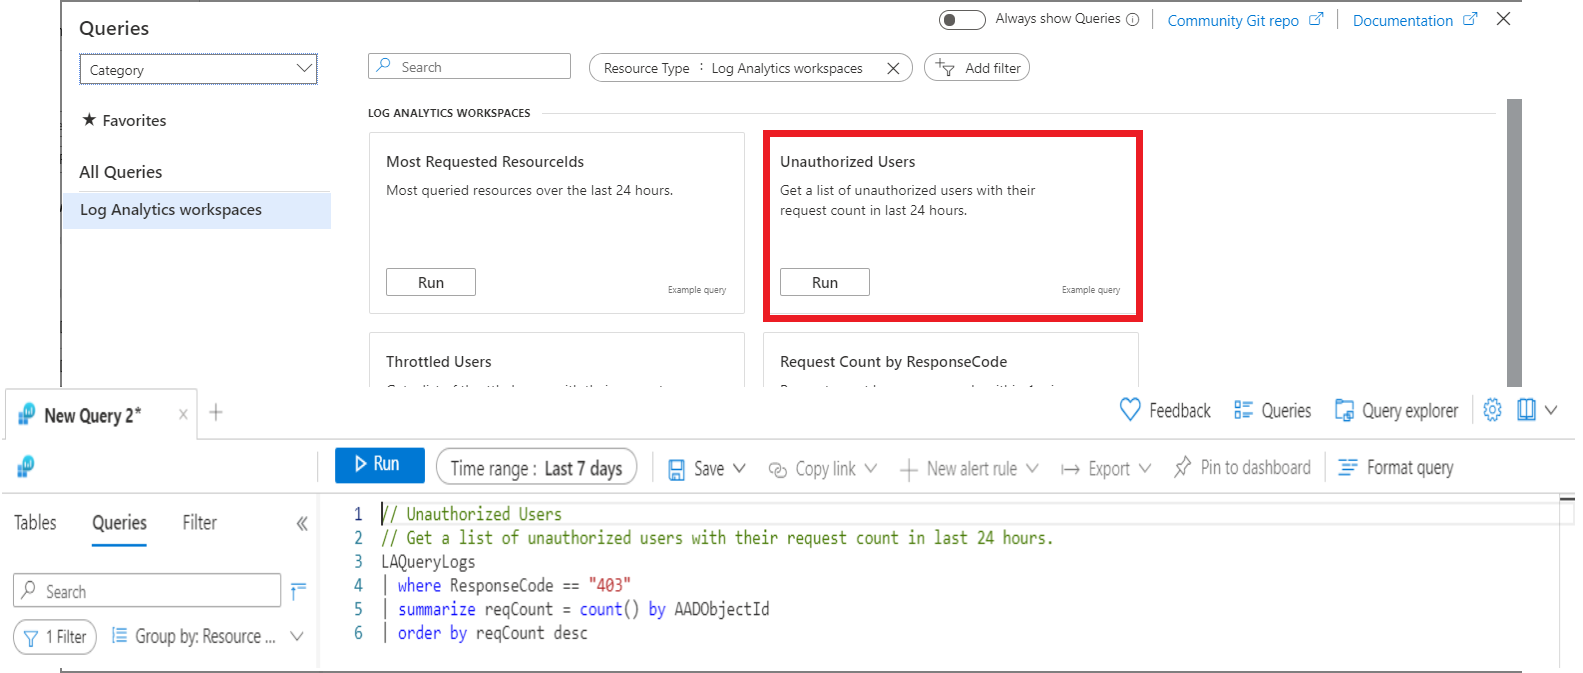 Queries
Always show Queries
Community Git repo
Documentation
Category
Search
Resource Type : Log Analytics workspaces
Add filter
★ Favorites
All Queries
Log Analytics workspaces
LOG ANALYTICS WORKSPACES
Most Requested ResourceIds
Most queried resources over the last 24 hours.
Run
Example query
Unauthorized Users
Get a list of unauthorized users with their
request count in last 24 hours.
Run
Example query
Throttled Users
Request Count by ResponseCode
New Query 2*
Feedback
Queries
Query explorer
Run
Time range : Last 7 days
Save
Copy link
New alert rule
Export
Pin to dashboard
Format query
Tables
Queries
Filter
Search
1 Filter
Group by: Resource ...
1 // Unauthorized Users
2 // Get a list of unauthorized users with their request count in last 24 hours.
3 LAQueryLogs
4 | where ResponseCode == "403"
5 | summarize reqCount = count() by AADObjectId
6 | order by reqCount desc